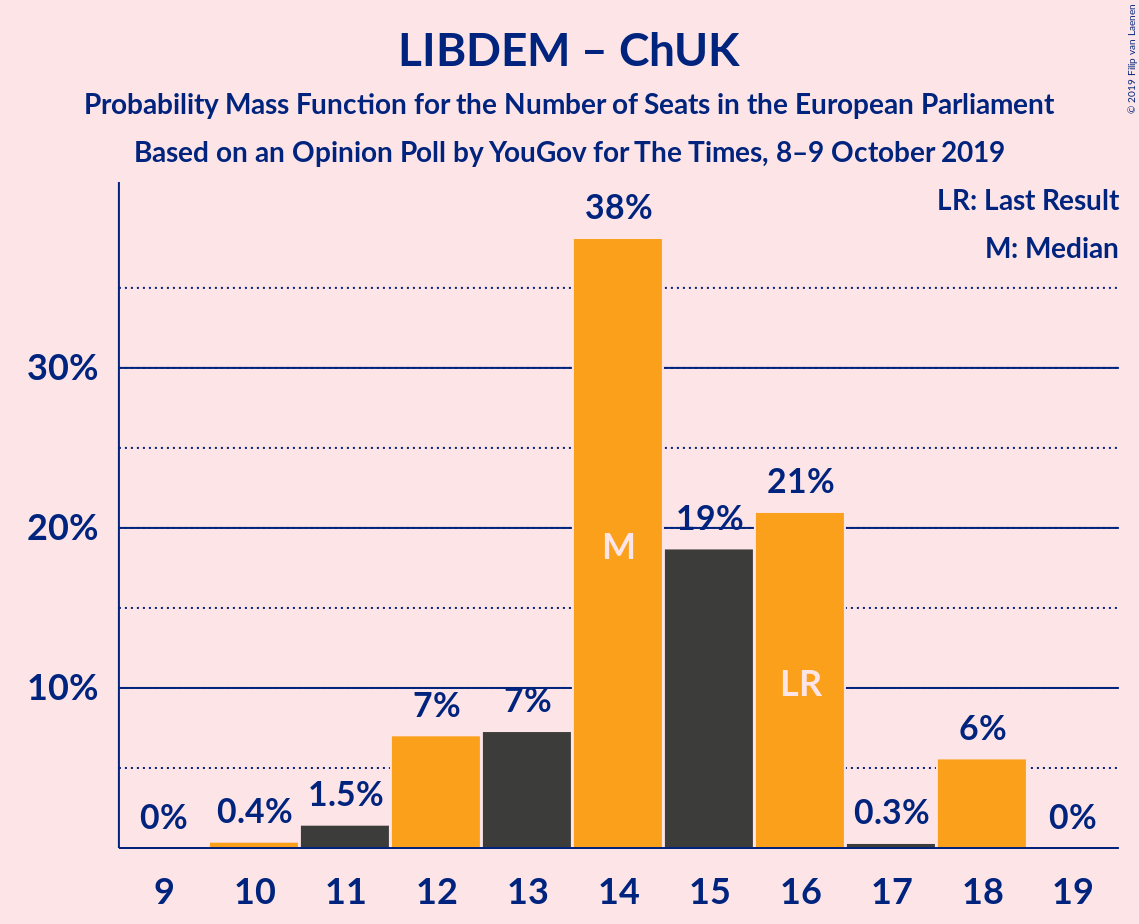 LIBDEM – ChUK
Probability Mass Function for the Number of Seats in the European Parliament
Based on an Opinion Poll by YouGov for The Times, 8–9 October 2019
© 2019 Filip van Laenen
LR: Last Result
M: Median
38%
30%
21%
20%
19%
M
LR
10%
7%
7%
6%
1.5%
0%
0.4%
0.3%
0%
9 10 11 12 13 14 15 16 17 18 19